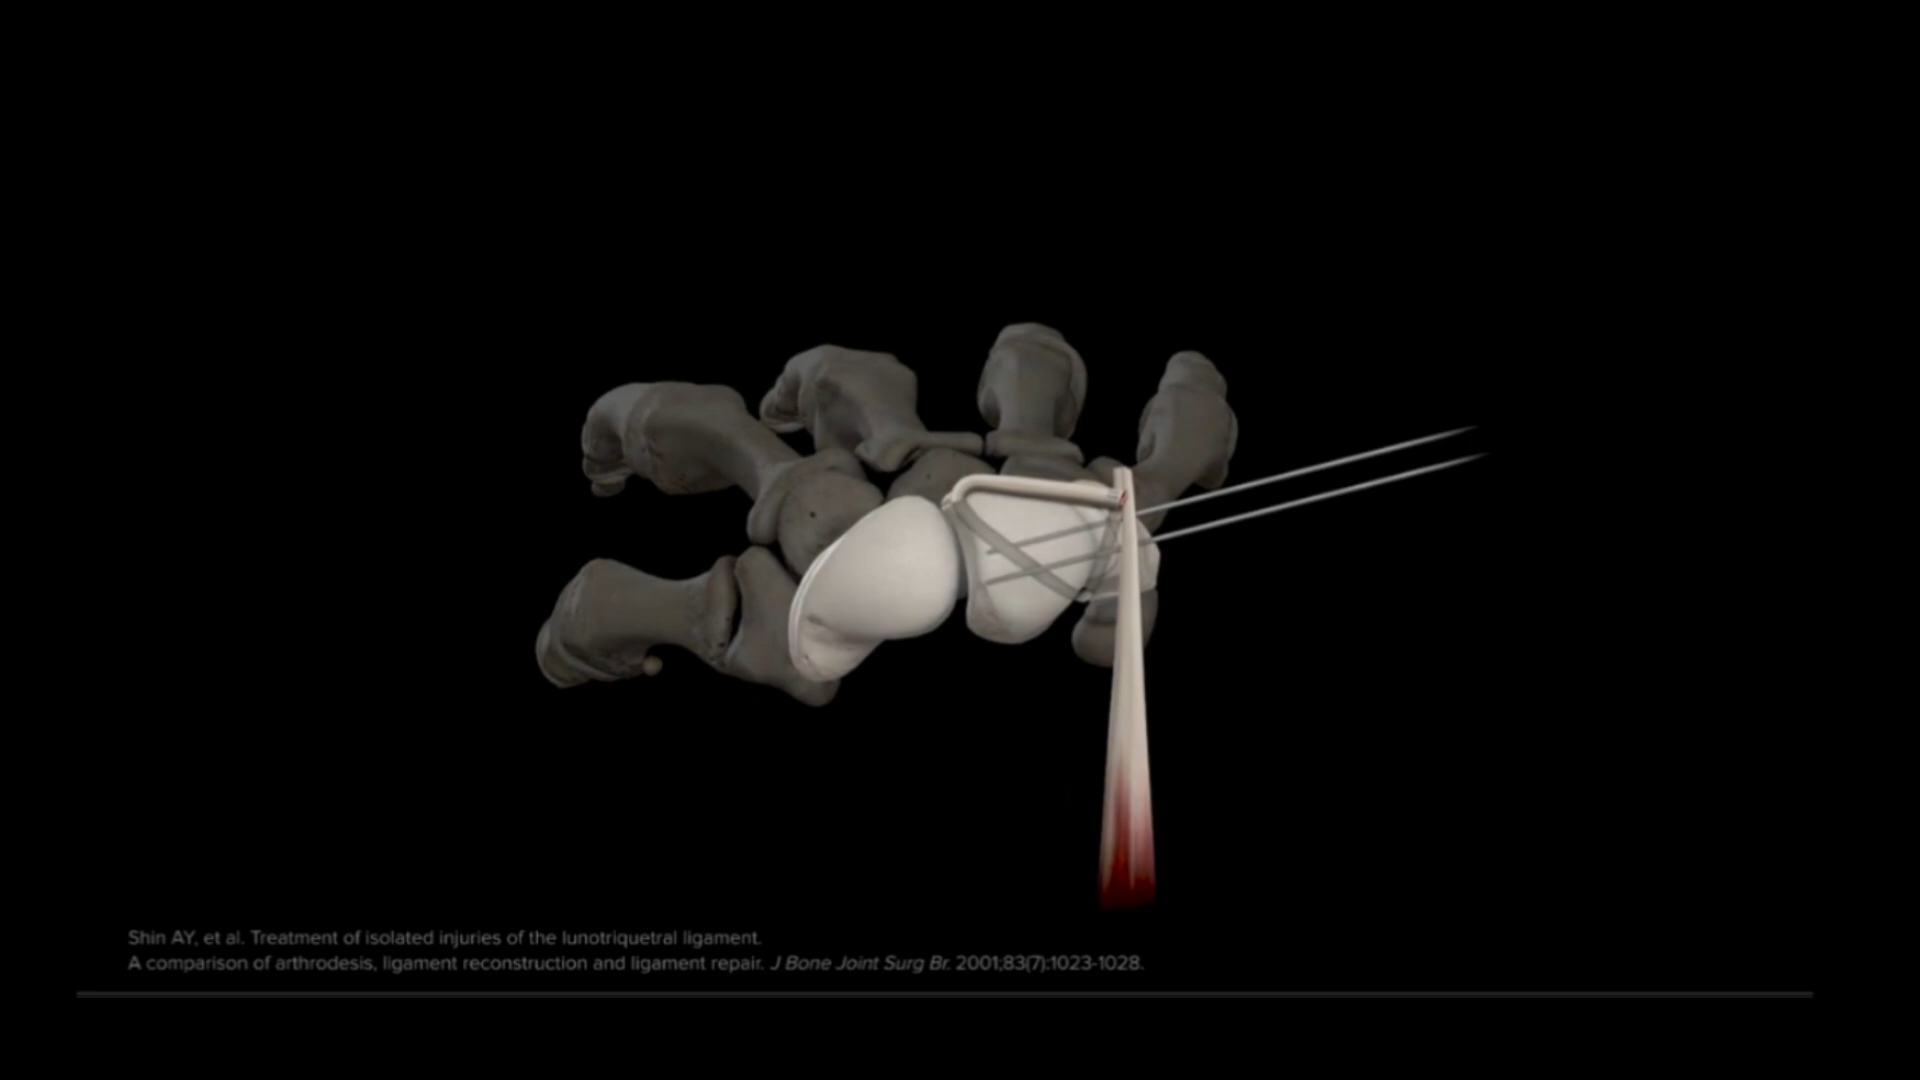 Shin AY, et al. Treatment of isolated injuries of the lunotriquetral ligament.
A comparison of arthrodesis, ligament reconstruction and ligament repair. J Bone Joint Surg Br. 2001;83(7):1023-1028.